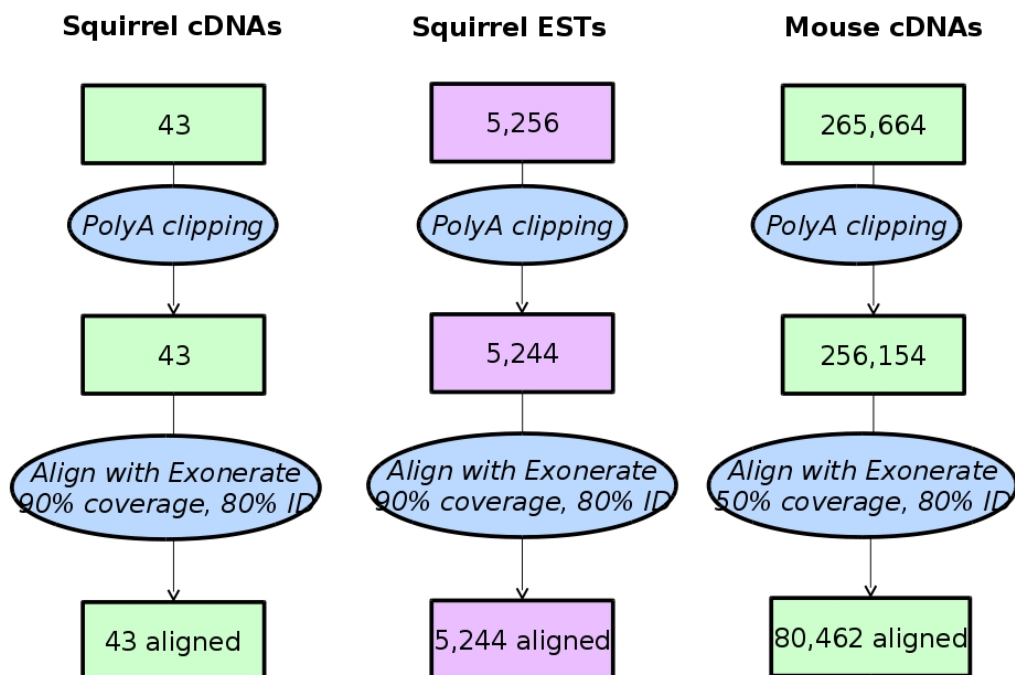 Squirrel cDNAs
Squirrel ESTs
Mouse cDNAs
43
5,256
265,664
PolyA clipping
PolyA clipping
PolyA clipping
43
5,244
256,154
Align with Exonerate
90% coverage, 80% ID
Align with Exonerate
90% coverage, 80% ID
Align with Exonerate
50% coverage, 80% ID
43 aligned
5,244 aligned
80,462 aligned